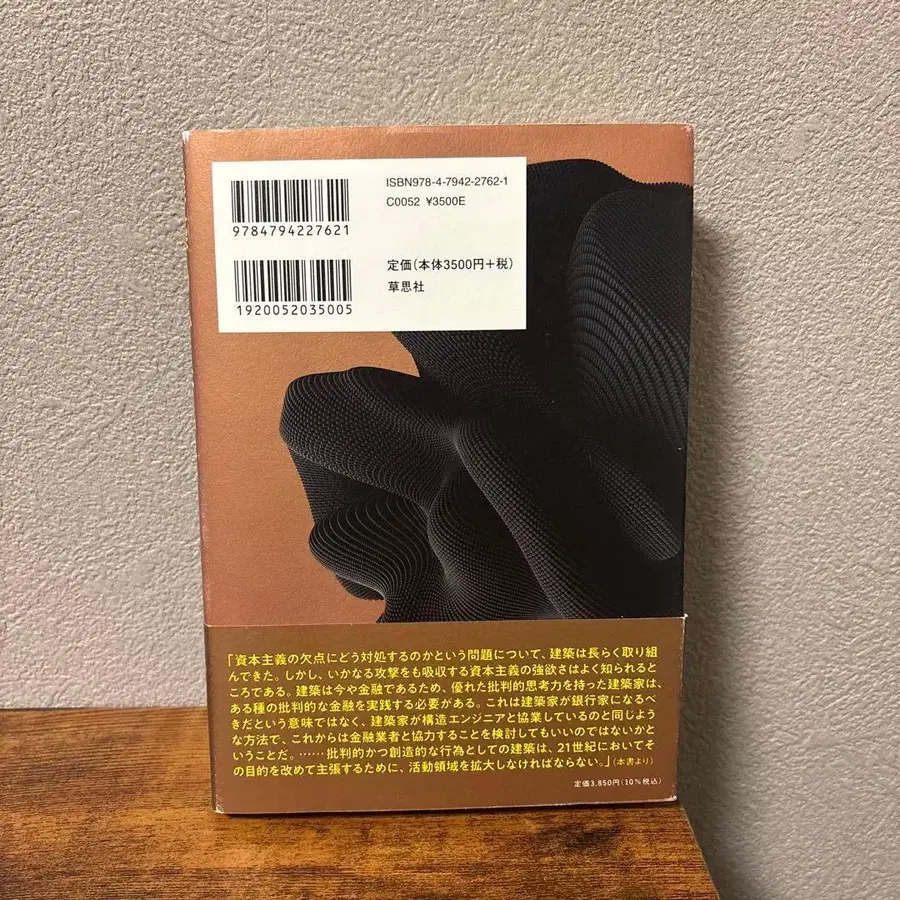 ISBN978-4-7942-2762-1
C0052 ¥3500E
9784794227621
定価(本体3500円+税)
草思社
1920052035005
「資本主義の欠点にどう対処するのかという問題について、建築は長らく取り組
んできた。しかし、いかなる攻撃をも吸収する資本主義の強欲さはよく知られると
ころである。建築は今や金融であるため、優れた批判的思考力を持った建築家は、
ある種の批判的な金融を実践する必要がある。これは建築家が銀行家になるべ
きだという意味ではなく、建築家が構造エンジニアと協業しているのと同じよう
な方法で、これからは金融業者と協力することを検討してもいいのではないかと
いうことだ。……批判的かつ創造的な行為としての建築は、21世紀においてそ
の目的を改めて主張するために、活動領域を拡大しなければならない。」(本書より)
定価3,850円(10%税込)